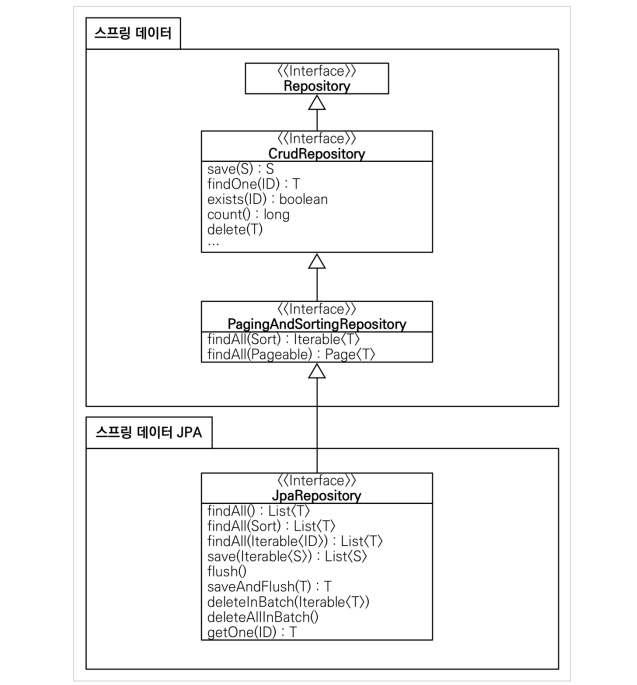 스프링 데이터
《Interface》
Repository
《Interface》
CrudRepository
save(S) : S
findOne(ID) : T
exists(ID) : boolean
count() : long
delete(T)
…
《Interface》
PagingAndSortingRepository
findAll(Sort) : Iterable〈T〉
findAll(Pageable) : Page〈T〉
스프링 데이터 JPA
《Interface》
JpaRepository
findAll() : List〈T〉
findAll(Sort) : List〈T〉
findAll(Iterable〈ID〉) : List〈T〉
save(Iterable〈S〉) : List〈S〉
flush()
saveAndFlush(T) : T
deleteInBatch(Iterable〈T〉)
deleteAllInBatch()
getOne(ID) : T